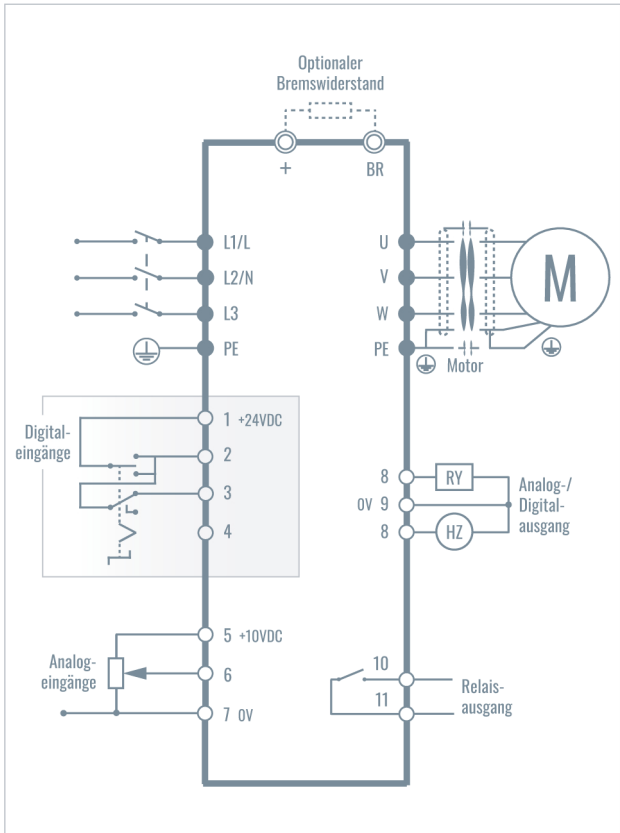 Optionaler
Bremswiderstand
+
BR
L1/L
U
L2/N
V
L3
W
PE
PE
Motor
M
Digital-
eingänge
1 +24VDC
2
3
4
8
RY
0V 9
8
HZ
Analog-/
Digital-
ausgang
Analog-
eingänge
5 +10VDC
6
7 0V
10
11
Relais-
ausgang